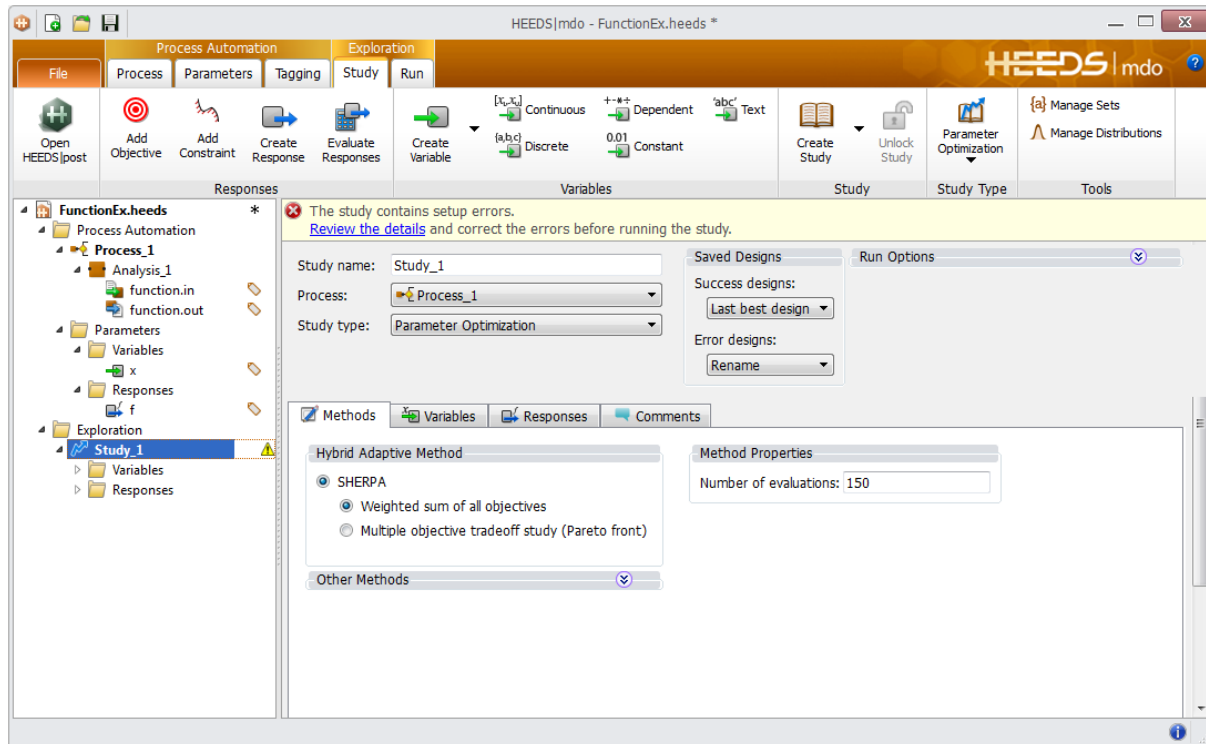 HEEDS|mdo - FunctionEx.heeds *
Process Automation Exploration
File Process Parameters Tagging Study Run
HEEDS|mdo
?
Open HEEDS|post
Add Objective
Add Constraint
Create Response
Evaluate Responses
Responses
Create Variable
[Xₗ,Xᵤ] Continuous
{a,b,c} Discrete
+-*÷ Dependent
0.01 Constant
'abc' Text
Variables
Create Study
Unlock Study
Study
Parameter Optimization
Study Type
{a} Manage Sets
Manage Distributions
Tools
FunctionEx.heeds *
Process Automation
Process_1
Analysis_1
function.in
function.out
Parameters
Variables
x
Responses
f
Exploration
Study_1
Variables
Responses
The study contains setup errors.
Review the details and correct the errors before running the study.
Study name: Study_1
Process: Process_1
Study type: Parameter Optimization
Saved Designs
Success designs:
Last best design
Error designs:
Rename
Run Options
Methods Variables Responses Comments
Hybrid Adaptive Method
SHERPA
Weighted sum of all objectives
Multiple objective tradeoff study (Pareto front)
Other Methods
Method Properties
Number of evaluations: 150